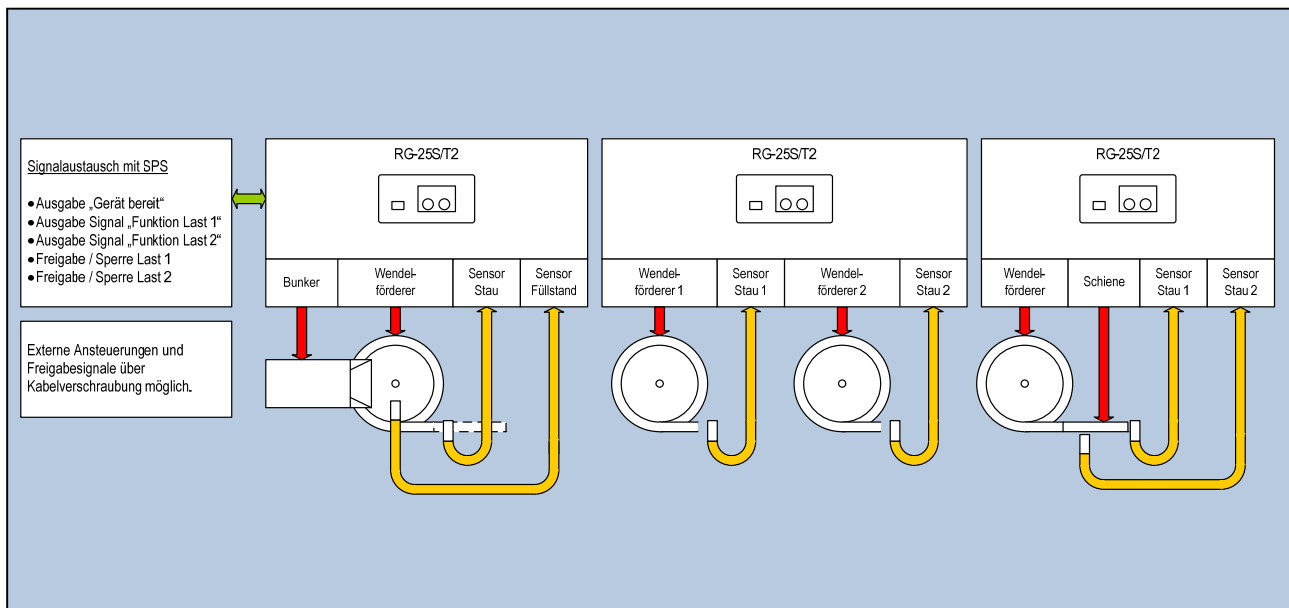 Signalaustausch mit SPS
●Ausgabe „Gerät bereit“
●Ausgabe Signal „Funktion Last 1“
●Ausgabe Signal „Funktion Last 2“
●Freigabe / Sperre Last 1
●Freigabe / Sperre Last 2
Externe Ansteuerungen und
Freigabesignale über
Kabelverschraubung möglich.
RG-25S/T2
Bunker
Wendel-
förderer
Sensor
Stau
Sensor
Füllstand
RG-25S/T2
Wendel-
förderer 1
Sensor
Stau 1
Wendel-
förderer 2
Sensor
Stau 2
RG-25S/T2
Wendel-
förderer
Schiene
Sensor
Stau 1
Sensor
Stau 2